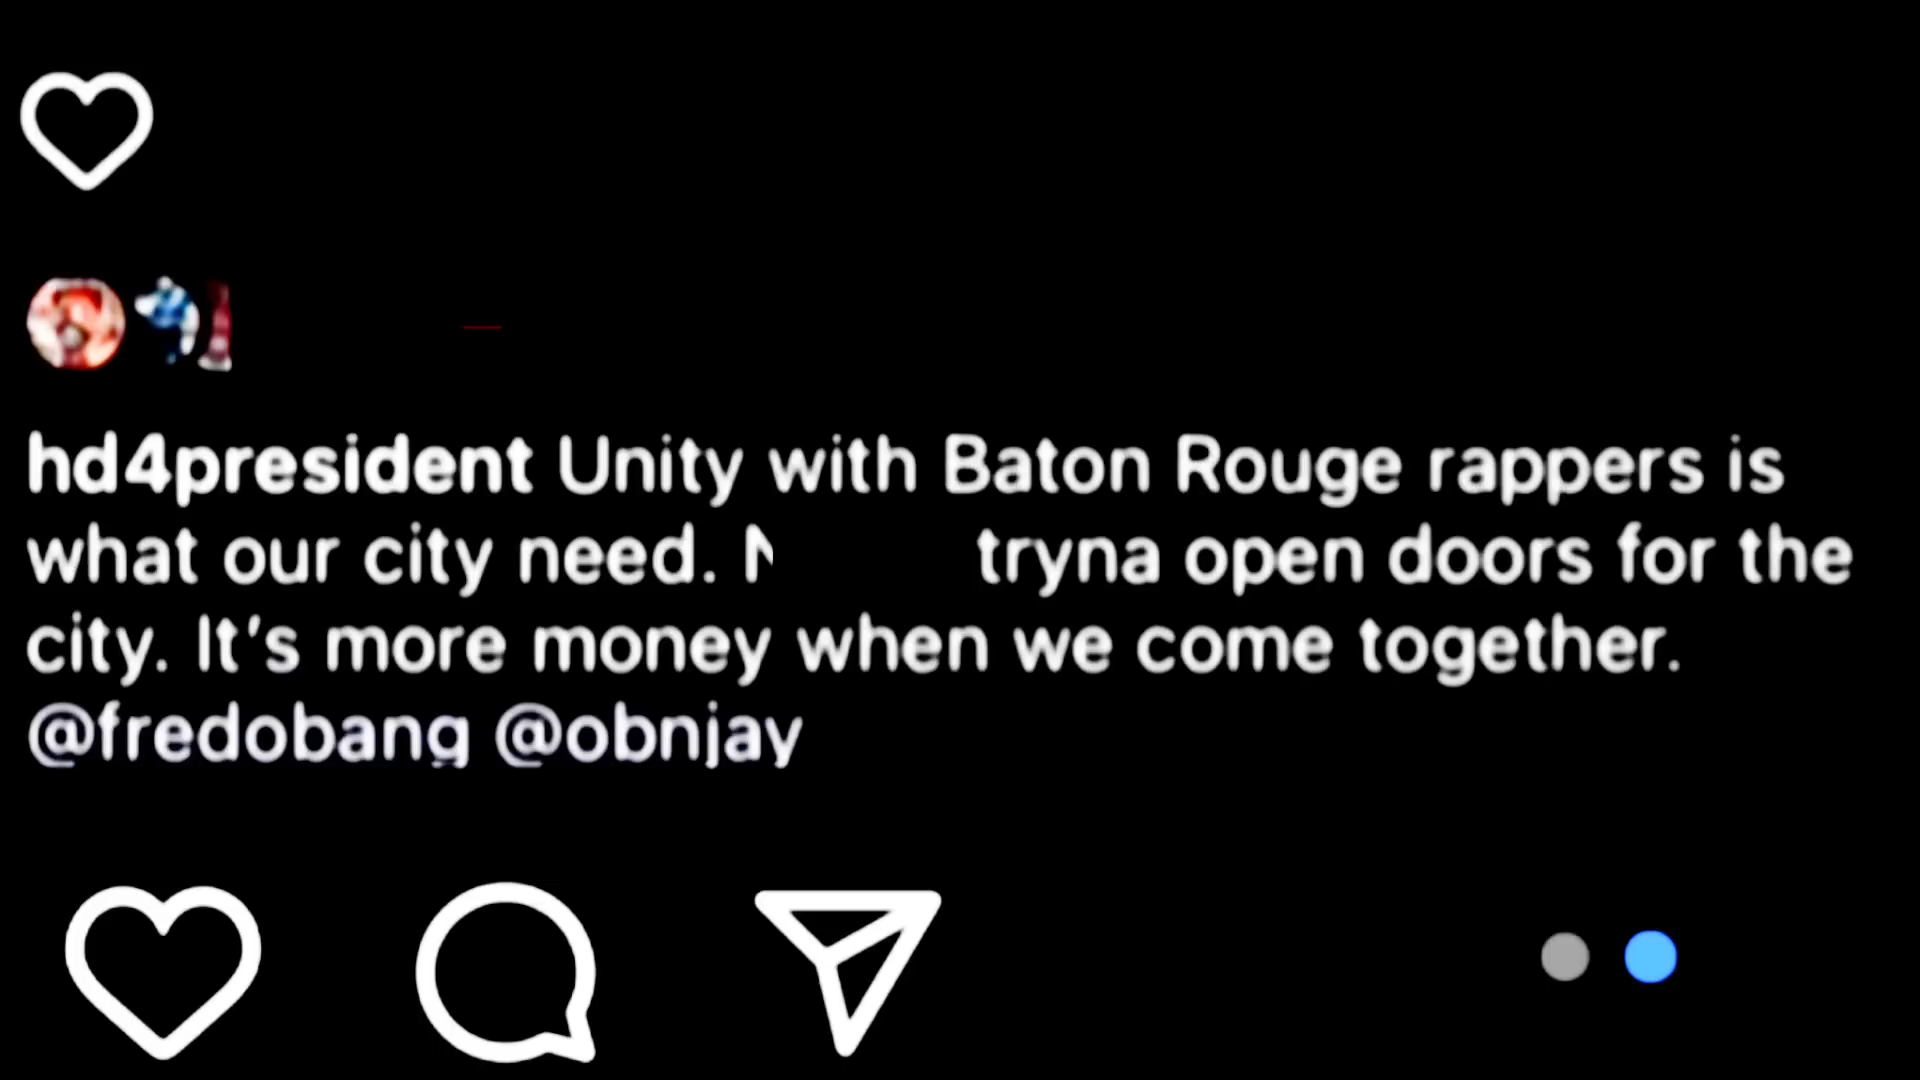 hd4president Unity with Baton Rouge rappers is
what our city need. tryna open doors for the
city. It's more money when we come together.
@fredobang @obnjay